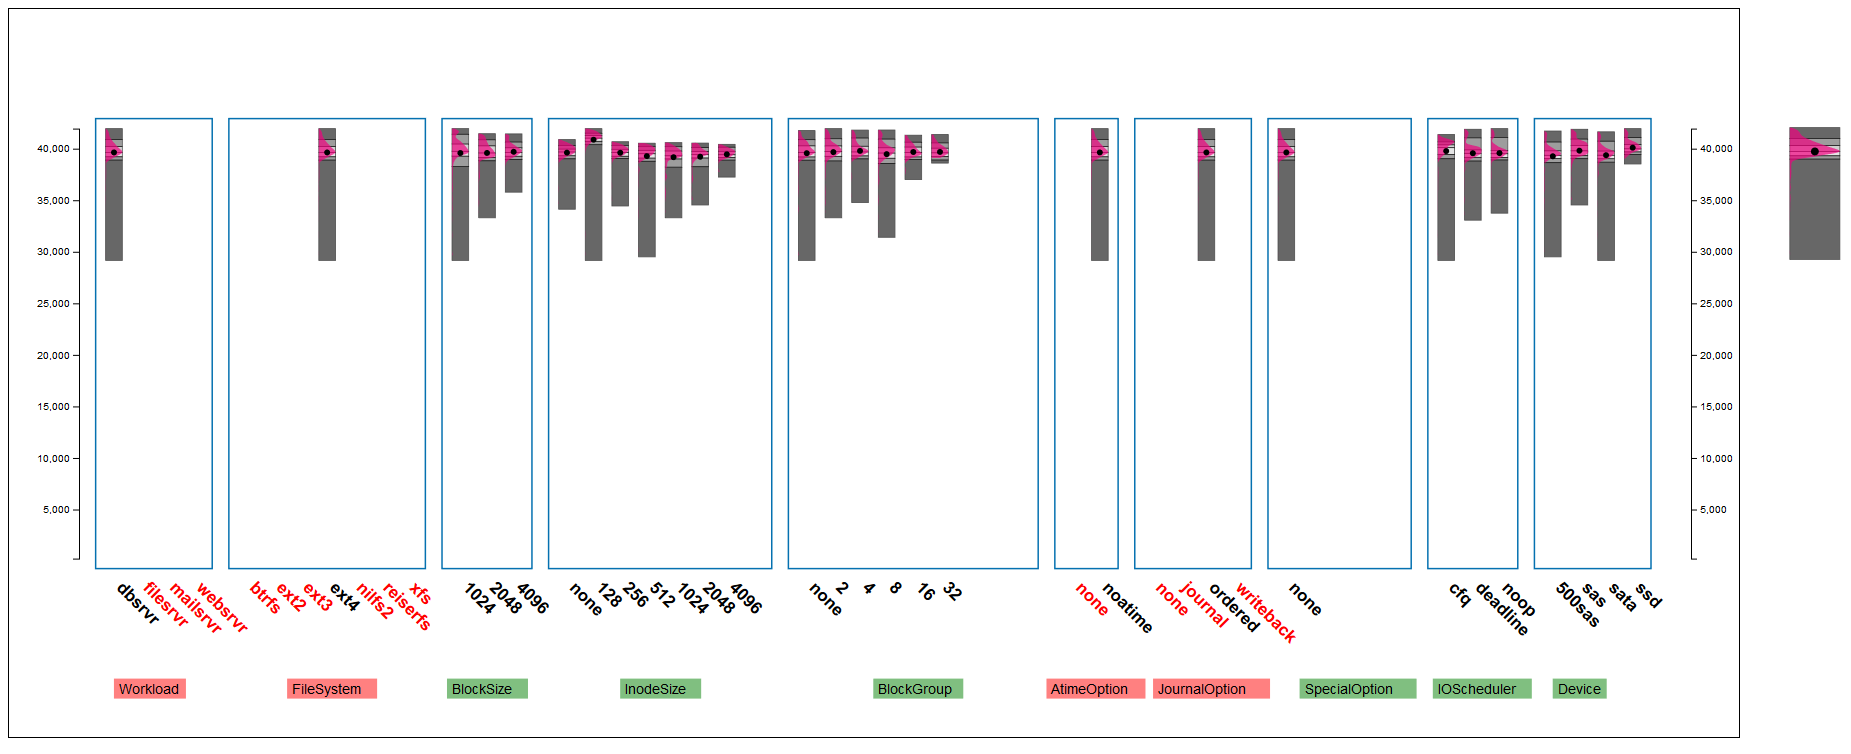 40,000
35,000
30,000
25,000
20,000
15,000
10,000
5,000
40,000
35,000
30,000
25,000
20,000
15,000
10,000
5,000
dbsrvr
filesrvr
mailsrvr
websrvr
btrfs
ext2
ext3
ext4
nilfs2
reiserfs
xfs
1024
2048
4096
none
128
256
512
1024
2048
4096
none
2
4
8
16
32
none
noatime
none
journal
ordered
writeback
none
cfq
deadline
noop
500sas
sas
sata
ssd
Workload
FileSystem
BlockSize
InodeSize
BlockGroup
AtimeOption
JournalOption
SpecialOption
IOScheduler
Device